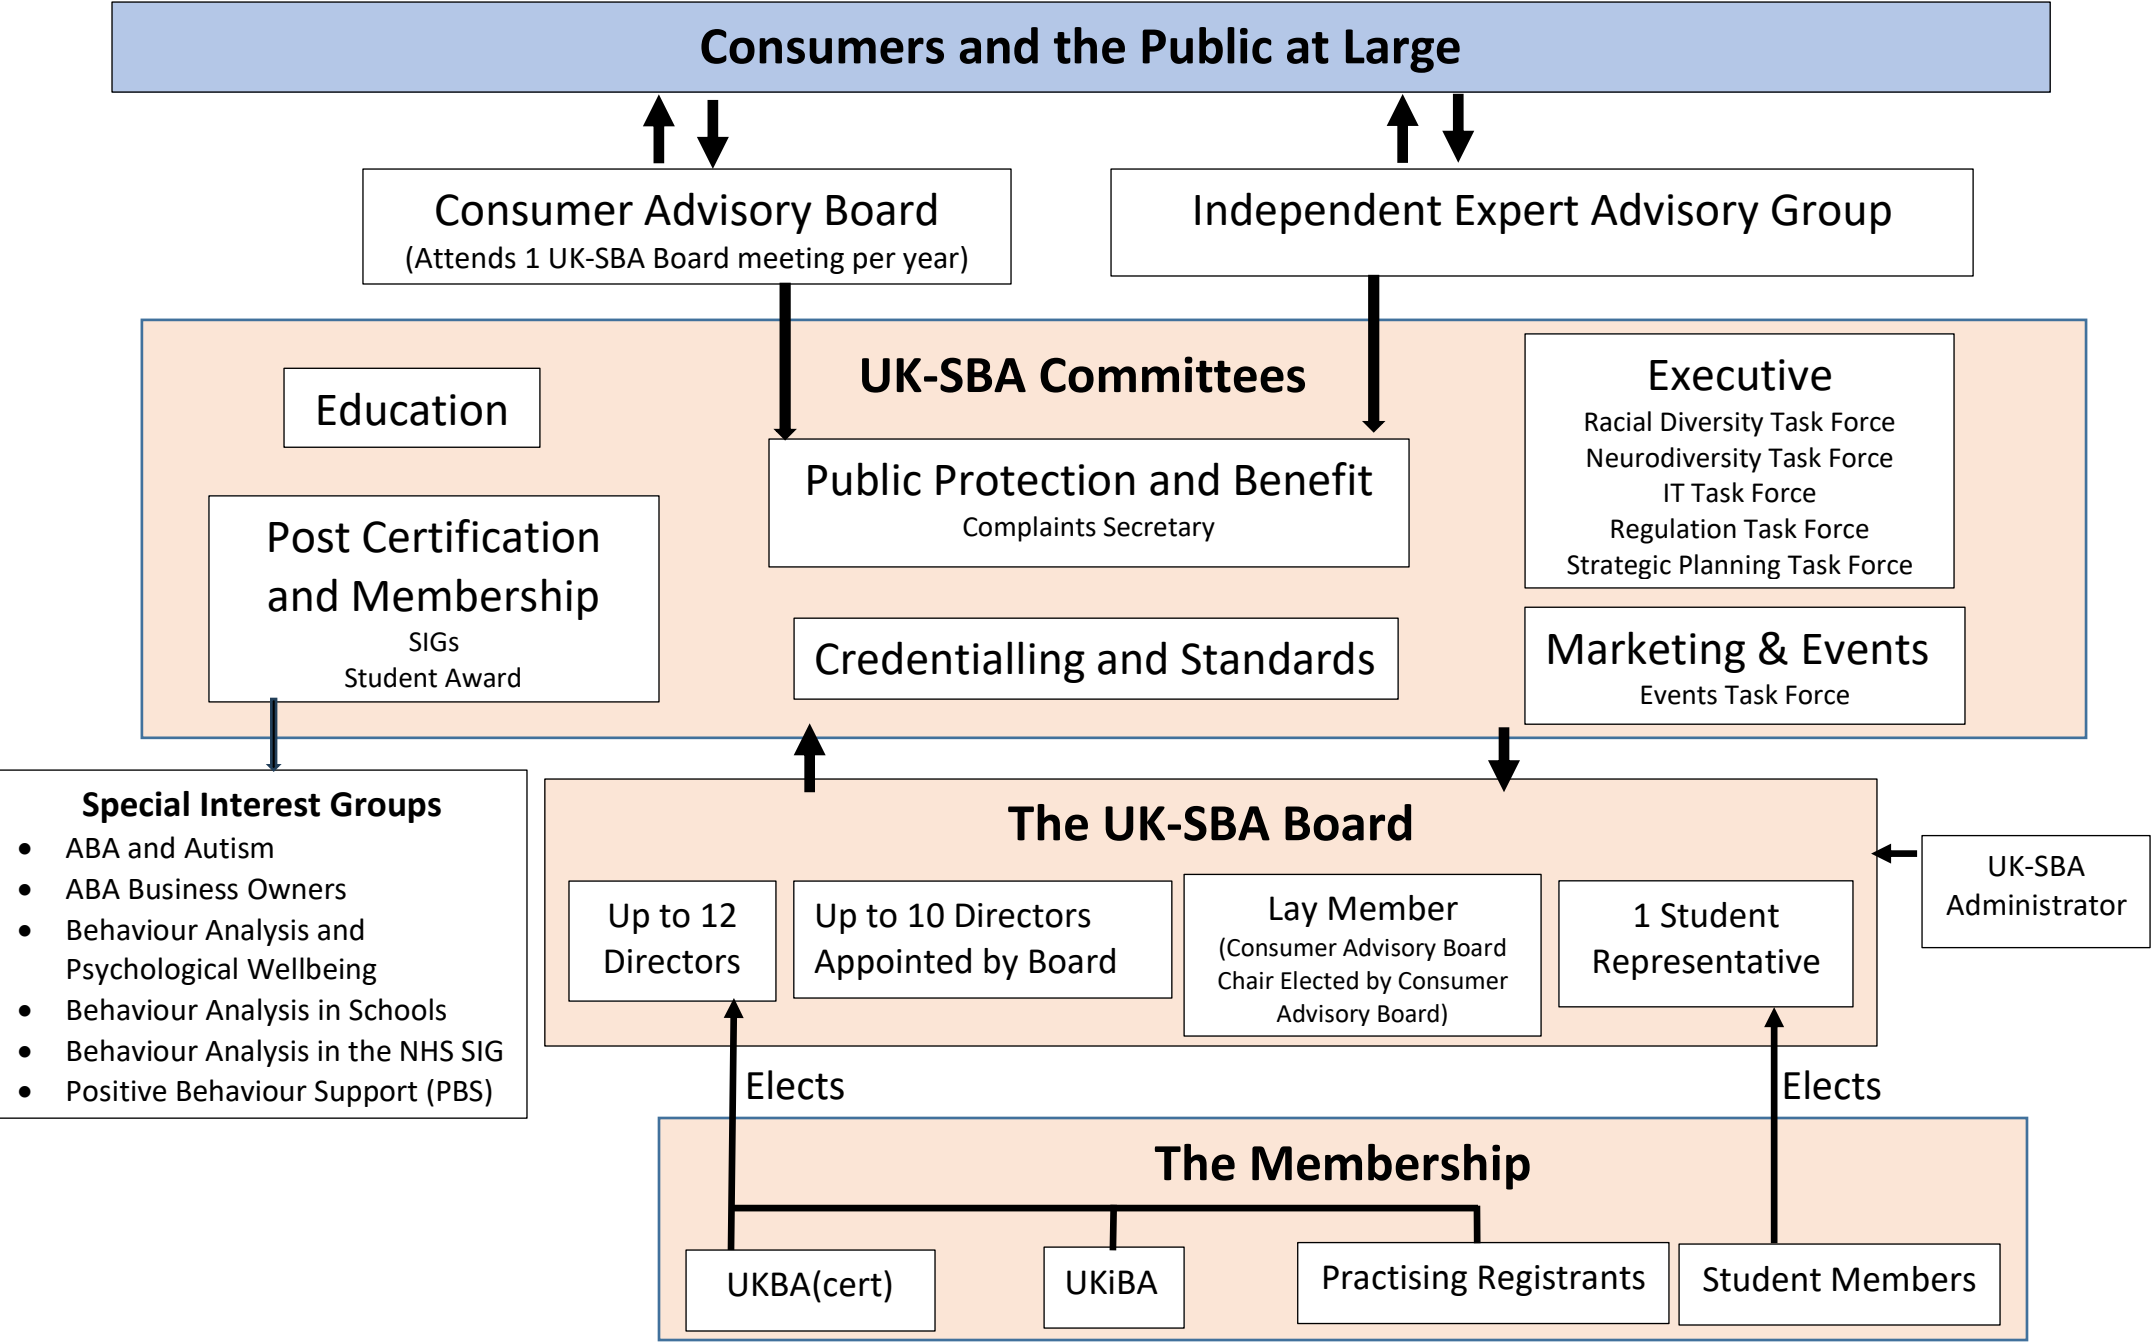 Consumers and the Public at Large
Consumer Advisory Board
(Attends 1 UK-SBA Board meeting per year)
Independent Expert Advisory Group
UK-SBA Committees
Education
Post Certification
and Membership
SIGs
Student Award
Public Protection and Benefit
Complaints Secretary
Credentialling and Standards
Executive
Racial Diversity Task Force
Neurodiversity Task Force
IT Task Force
Regulation Task Force
Strategic Planning Task Force
Marketing & Events
Events Task Force
Special Interest Groups
• ABA and Autism
• ABA Business Owners
• Behaviour Analysis and
Psychological Wellbeing
• Behaviour Analysis in Schools
• Behaviour Analysis in the NHS SIG
• Positive Behaviour Support (PBS)
The UK-SBA Board
Up to 12
Directors
Up to 10 Directors
Appointed by Board
Lay Member
(Consumer Advisory Board
Chair Elected by Consumer
Advisory Board)
1 Student
Representative
UK-SBA
Administrator
Elects
Elects
The Membership
UKBA(cert)
UKiBA
Practising Registrants
Student Members